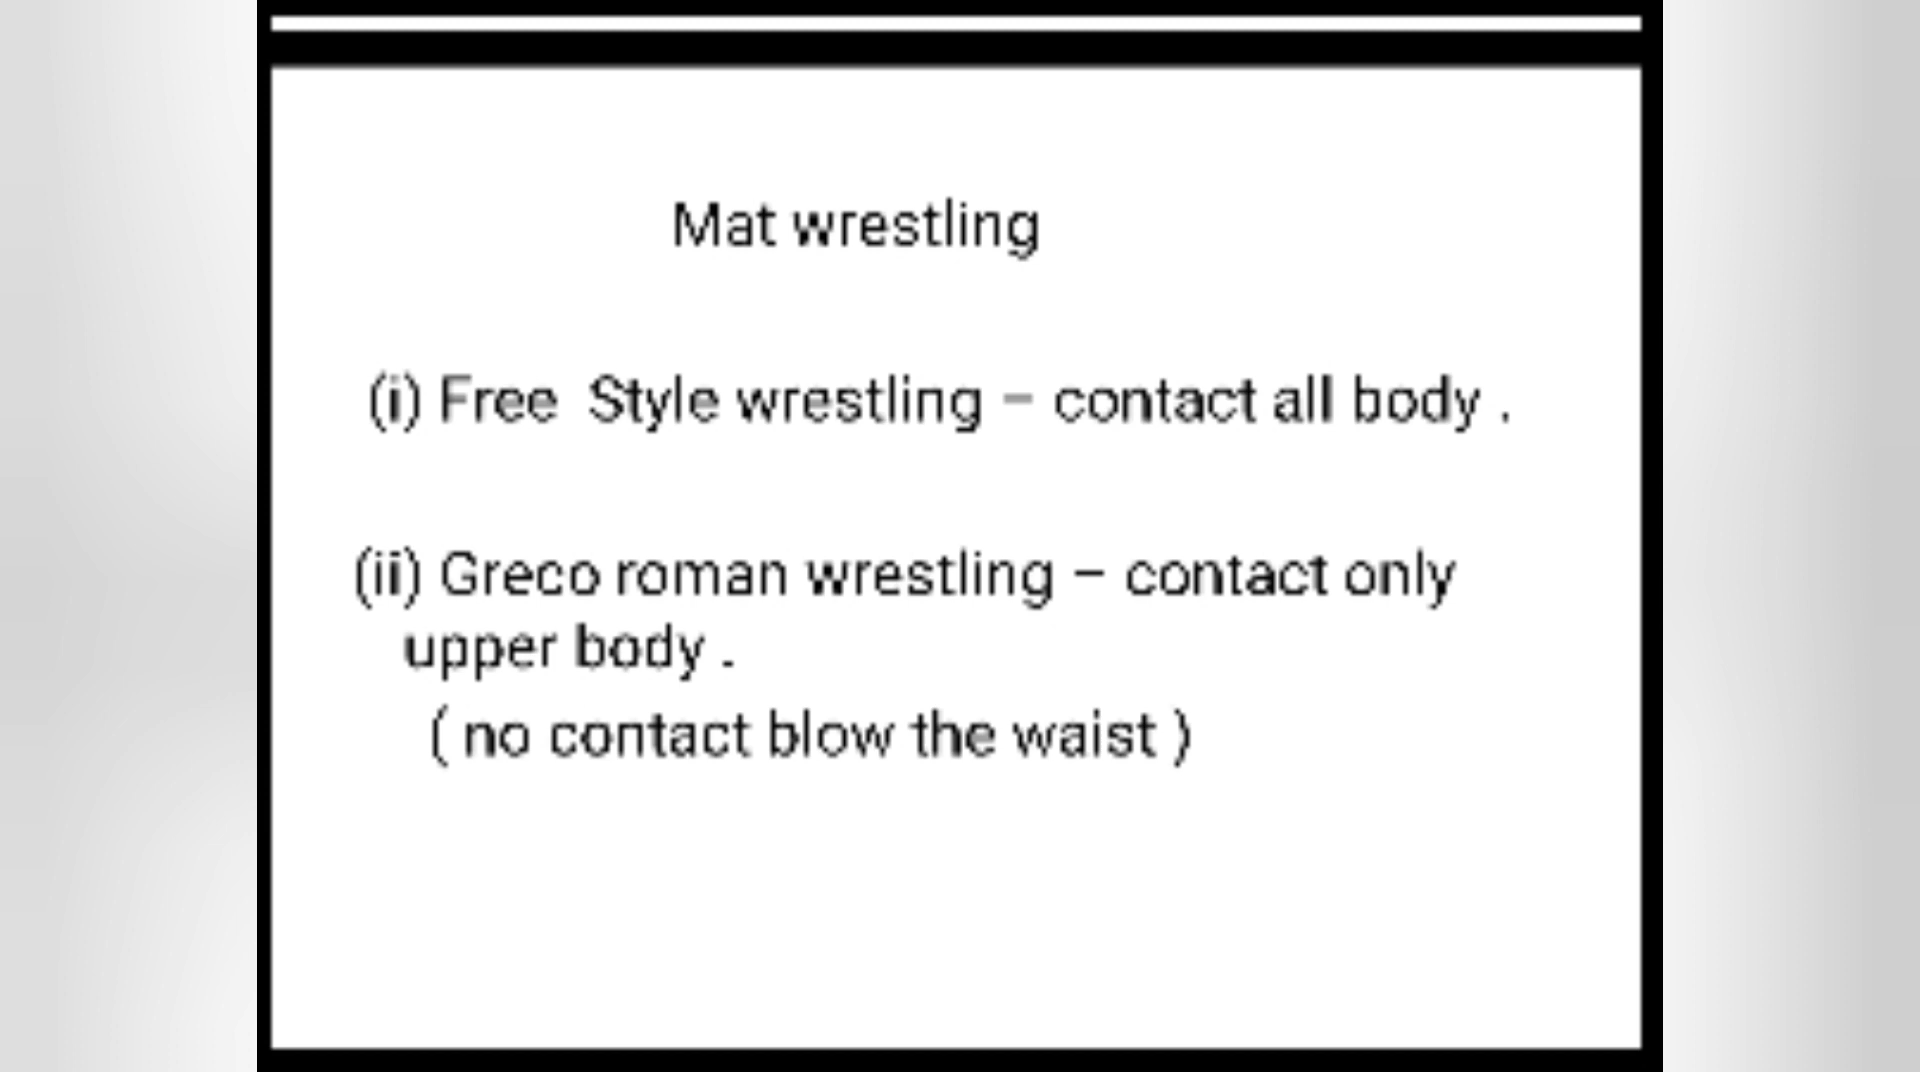 Mat wrestling
(i) Free Style wrestling – contact all body .
(ii) Greco roman wrestling – contact only
upper body .
( no contact blow the waist )